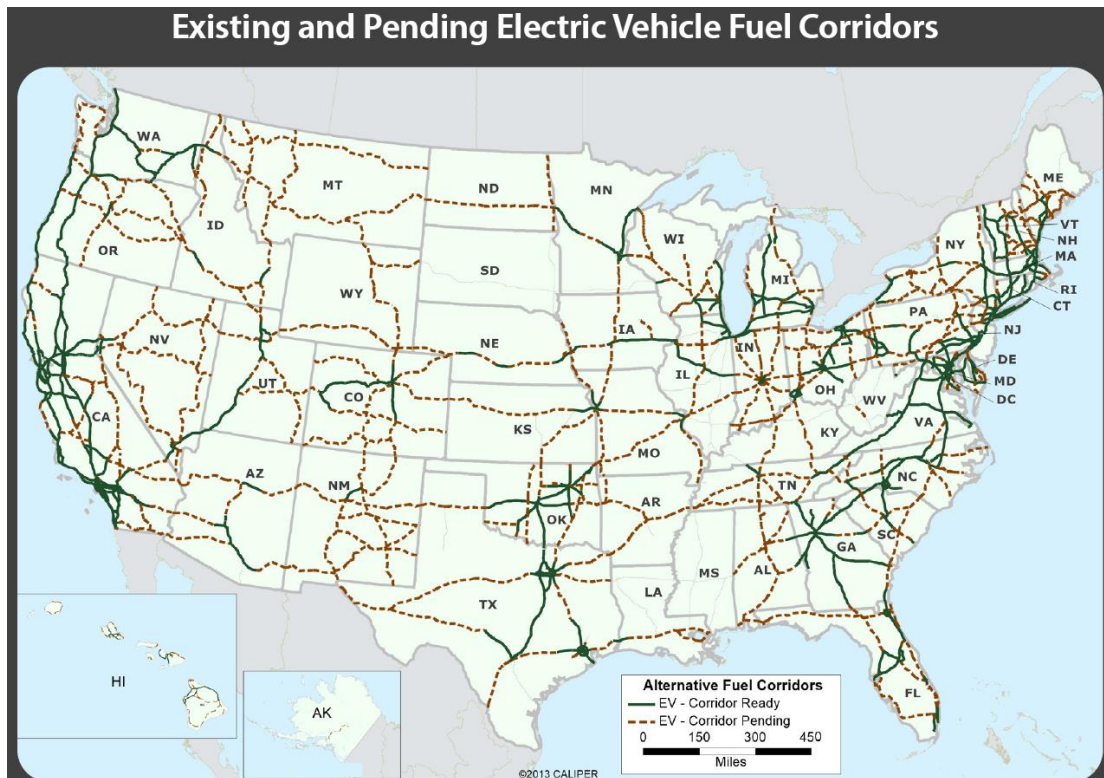 Existing and Pending Electric Vehicle Fuel Corridors
WA
MT
ND
MN
ME
OR
ID
WI
NY
VT
NH
MA
SD
MI
RI
CT
WY
PA
NJ
NV
NE
IA
IN
DE
UT
CO
IL
OH
MD
DC
CA
KS
MO
WV
VA
KY
AZ
NM
OK
AR
TN
NC
SC
TX
LA
MS
AL
GA
FL
HI
AK
Alternative Fuel Corridors
EV - Corridor Ready
EV - Corridor Pending
0 150 300 450
Miles
©2013 CALIPER